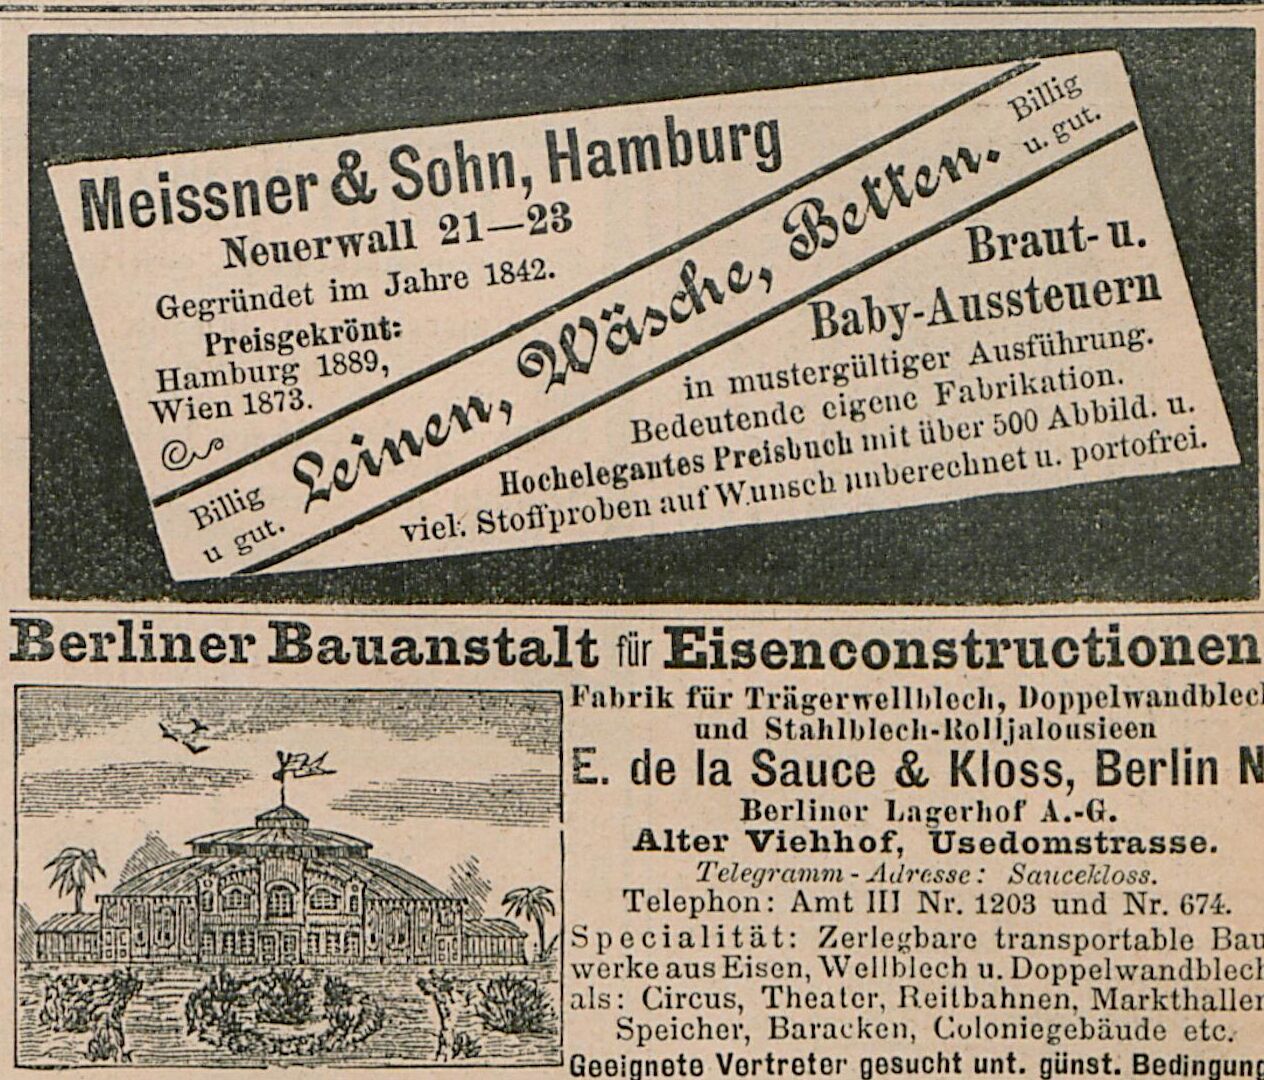 Meissner & Sohn, Hamburg
Neuerwall 21—23
Gegründet im Jahre 1842.
Preisgekrönt:
Hamburg 1889,
Wien 1873.
Billig
u. gut.
Leinen, Wäsche, Betten.
Billig
u gut.
Braut- u.
Baby-Aussteuern
in mustergültiger Ausführung.
Bedeutende eigene Fabrikation.
Hochelegantes Preisbuch mit über 500 Abbild. u.
viel. Stoffproben auf Wunsch unberechnet u. portofrei.
Berliner Bauanstalt für Eisenconstructionen
Fabrik für Trägerwellblech, Doppelwandblech
und Stahlblech-Rolljalousieen
E. de la Sauce & Kloss, Berlin N
Berliner Lagerhof A.-G.
Alter Viehhof, Usedomstrasse.
Telegramm-Adresse: Saucekloss.
Telephon: Amt III Nr. 1203 und Nr. 674.
Specialität: Zerlegbare transportable Bau
werke aus Eisen, Wellblech u. Doppelwandblech
als: Circus, Theater, Reitbahnen, Markthallen
Speicher, Baracken, Coloniegebäude etc.
Geeignete Vertreter gesucht unt. günst. Bedingung